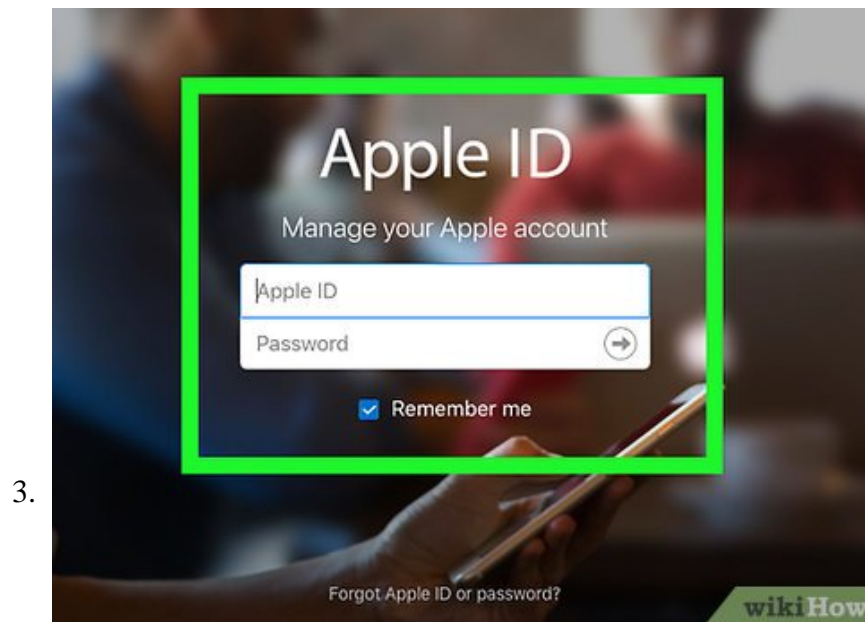 Apple ID
Manage your Apple account
Apple ID
Password
Remember me
3.
Forgot Apple ID or password?
wikiHow